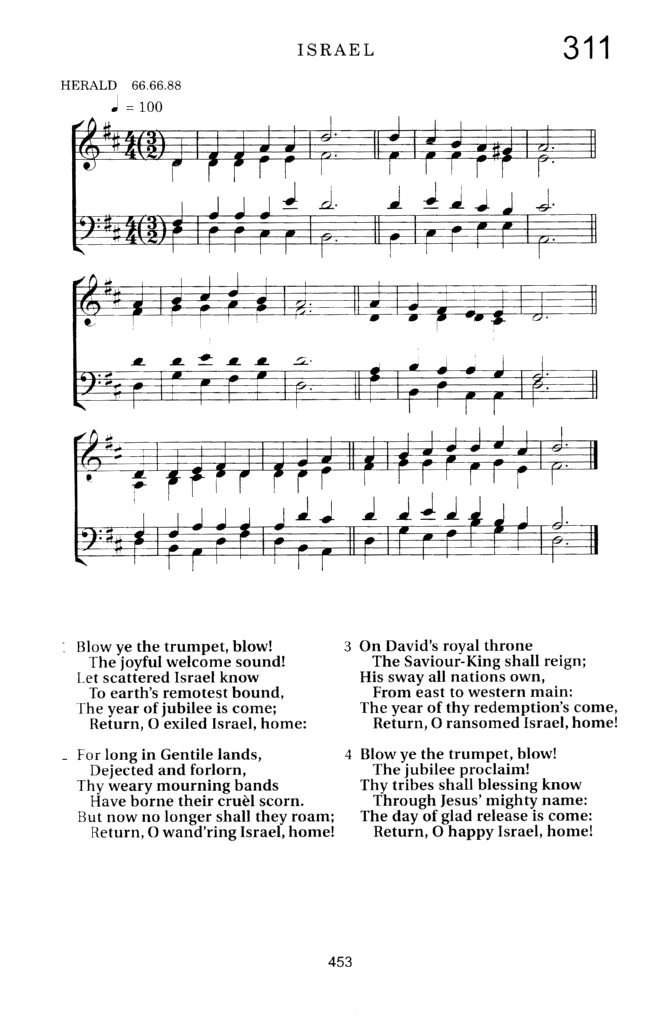 ISRAEL 311
HERALD 66.66.88
= 100
4/4 (3/2)
4/4 (3/2)
Blow ye the trumpet, blow!
The joyful welcome sound!
Let scattered Israel know
To earth's remotest bound,
The year of jubilee is come;
Return, O exiled Israel, home:
For long in Gentile lands,
Dejected and forlorn,
Thy weary mourning bands
Have borne their cruèl scorn.
But now no longer shall they roam;
Return, O wand'ring Israel, home!
3 On David's royal throne
The Saviour-King shall reign;
His sway all nations own,
From east to western main:
The year of thy redemption's come,
Return, O ransomed Israel, home!
4 Blow ye the trumpet, blow!
The jubilee proclaim!
Thy tribes shall blessing know
Through Jesus' mighty name:
The day of glad release is come:
Return, O happy Israel, home!
453